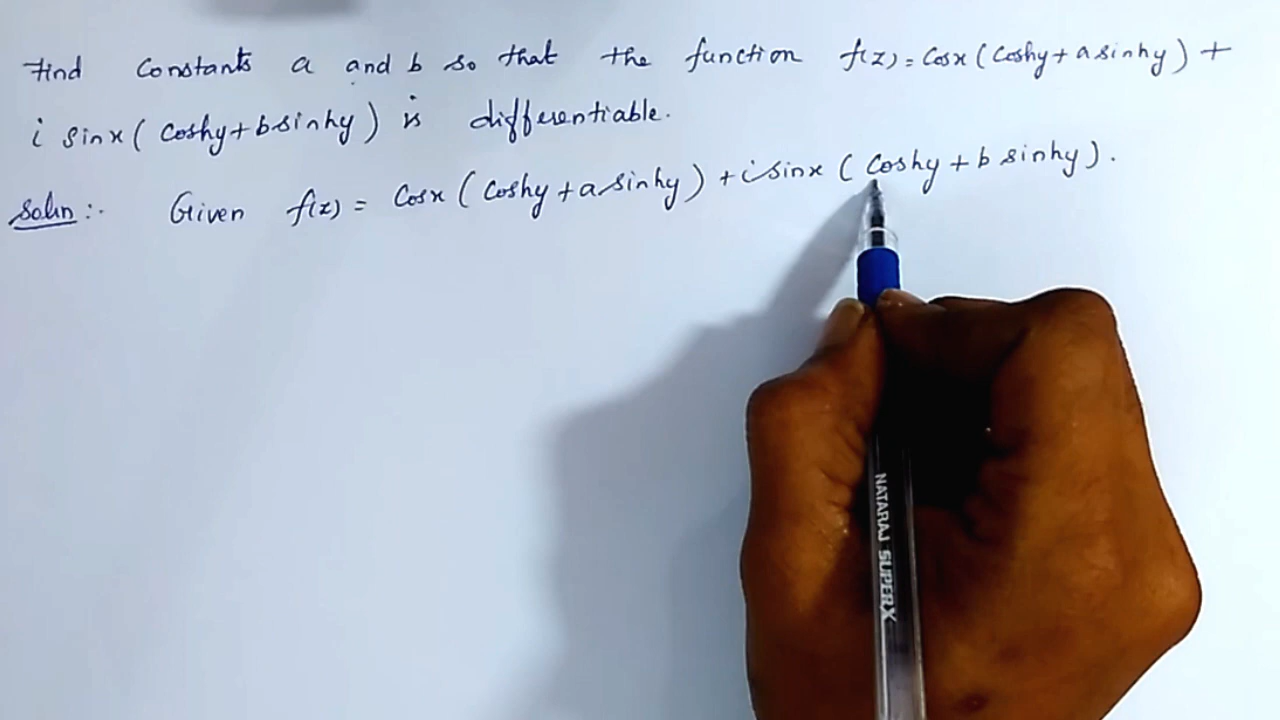 Find constants a and b so that the function f(z) = Cosx ( Coshy + a sinhy ) +
i sinx ( Coshy + b sinhy ) is differentiable.
Soln :- Given f(z) = Cosx ( Coshy + a sinhy ) + i sinx ( Coshy + b sinhy ) .
NATARAJ SUPERX